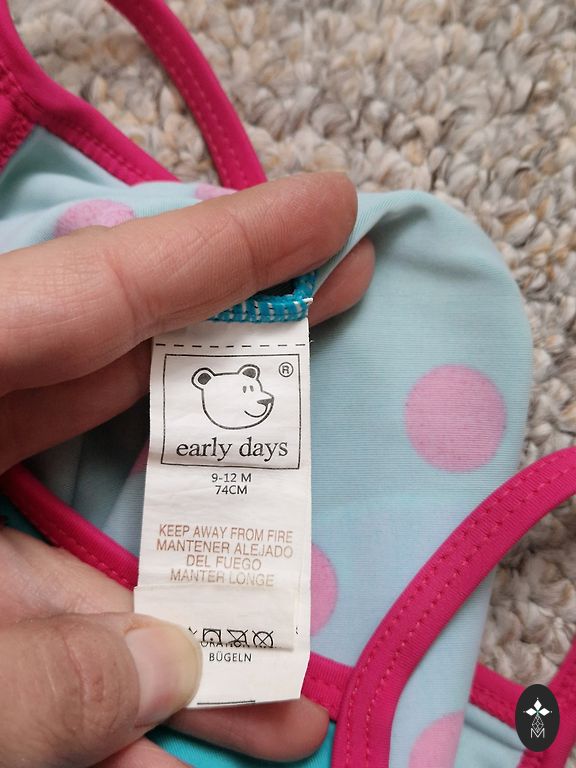 ®
early days
9-12 M
74CM
KEEP AWAY FROM FIRE
MANTENER ALEJADO
DEL FUEGO
MANTER LONGE
BÜGELN